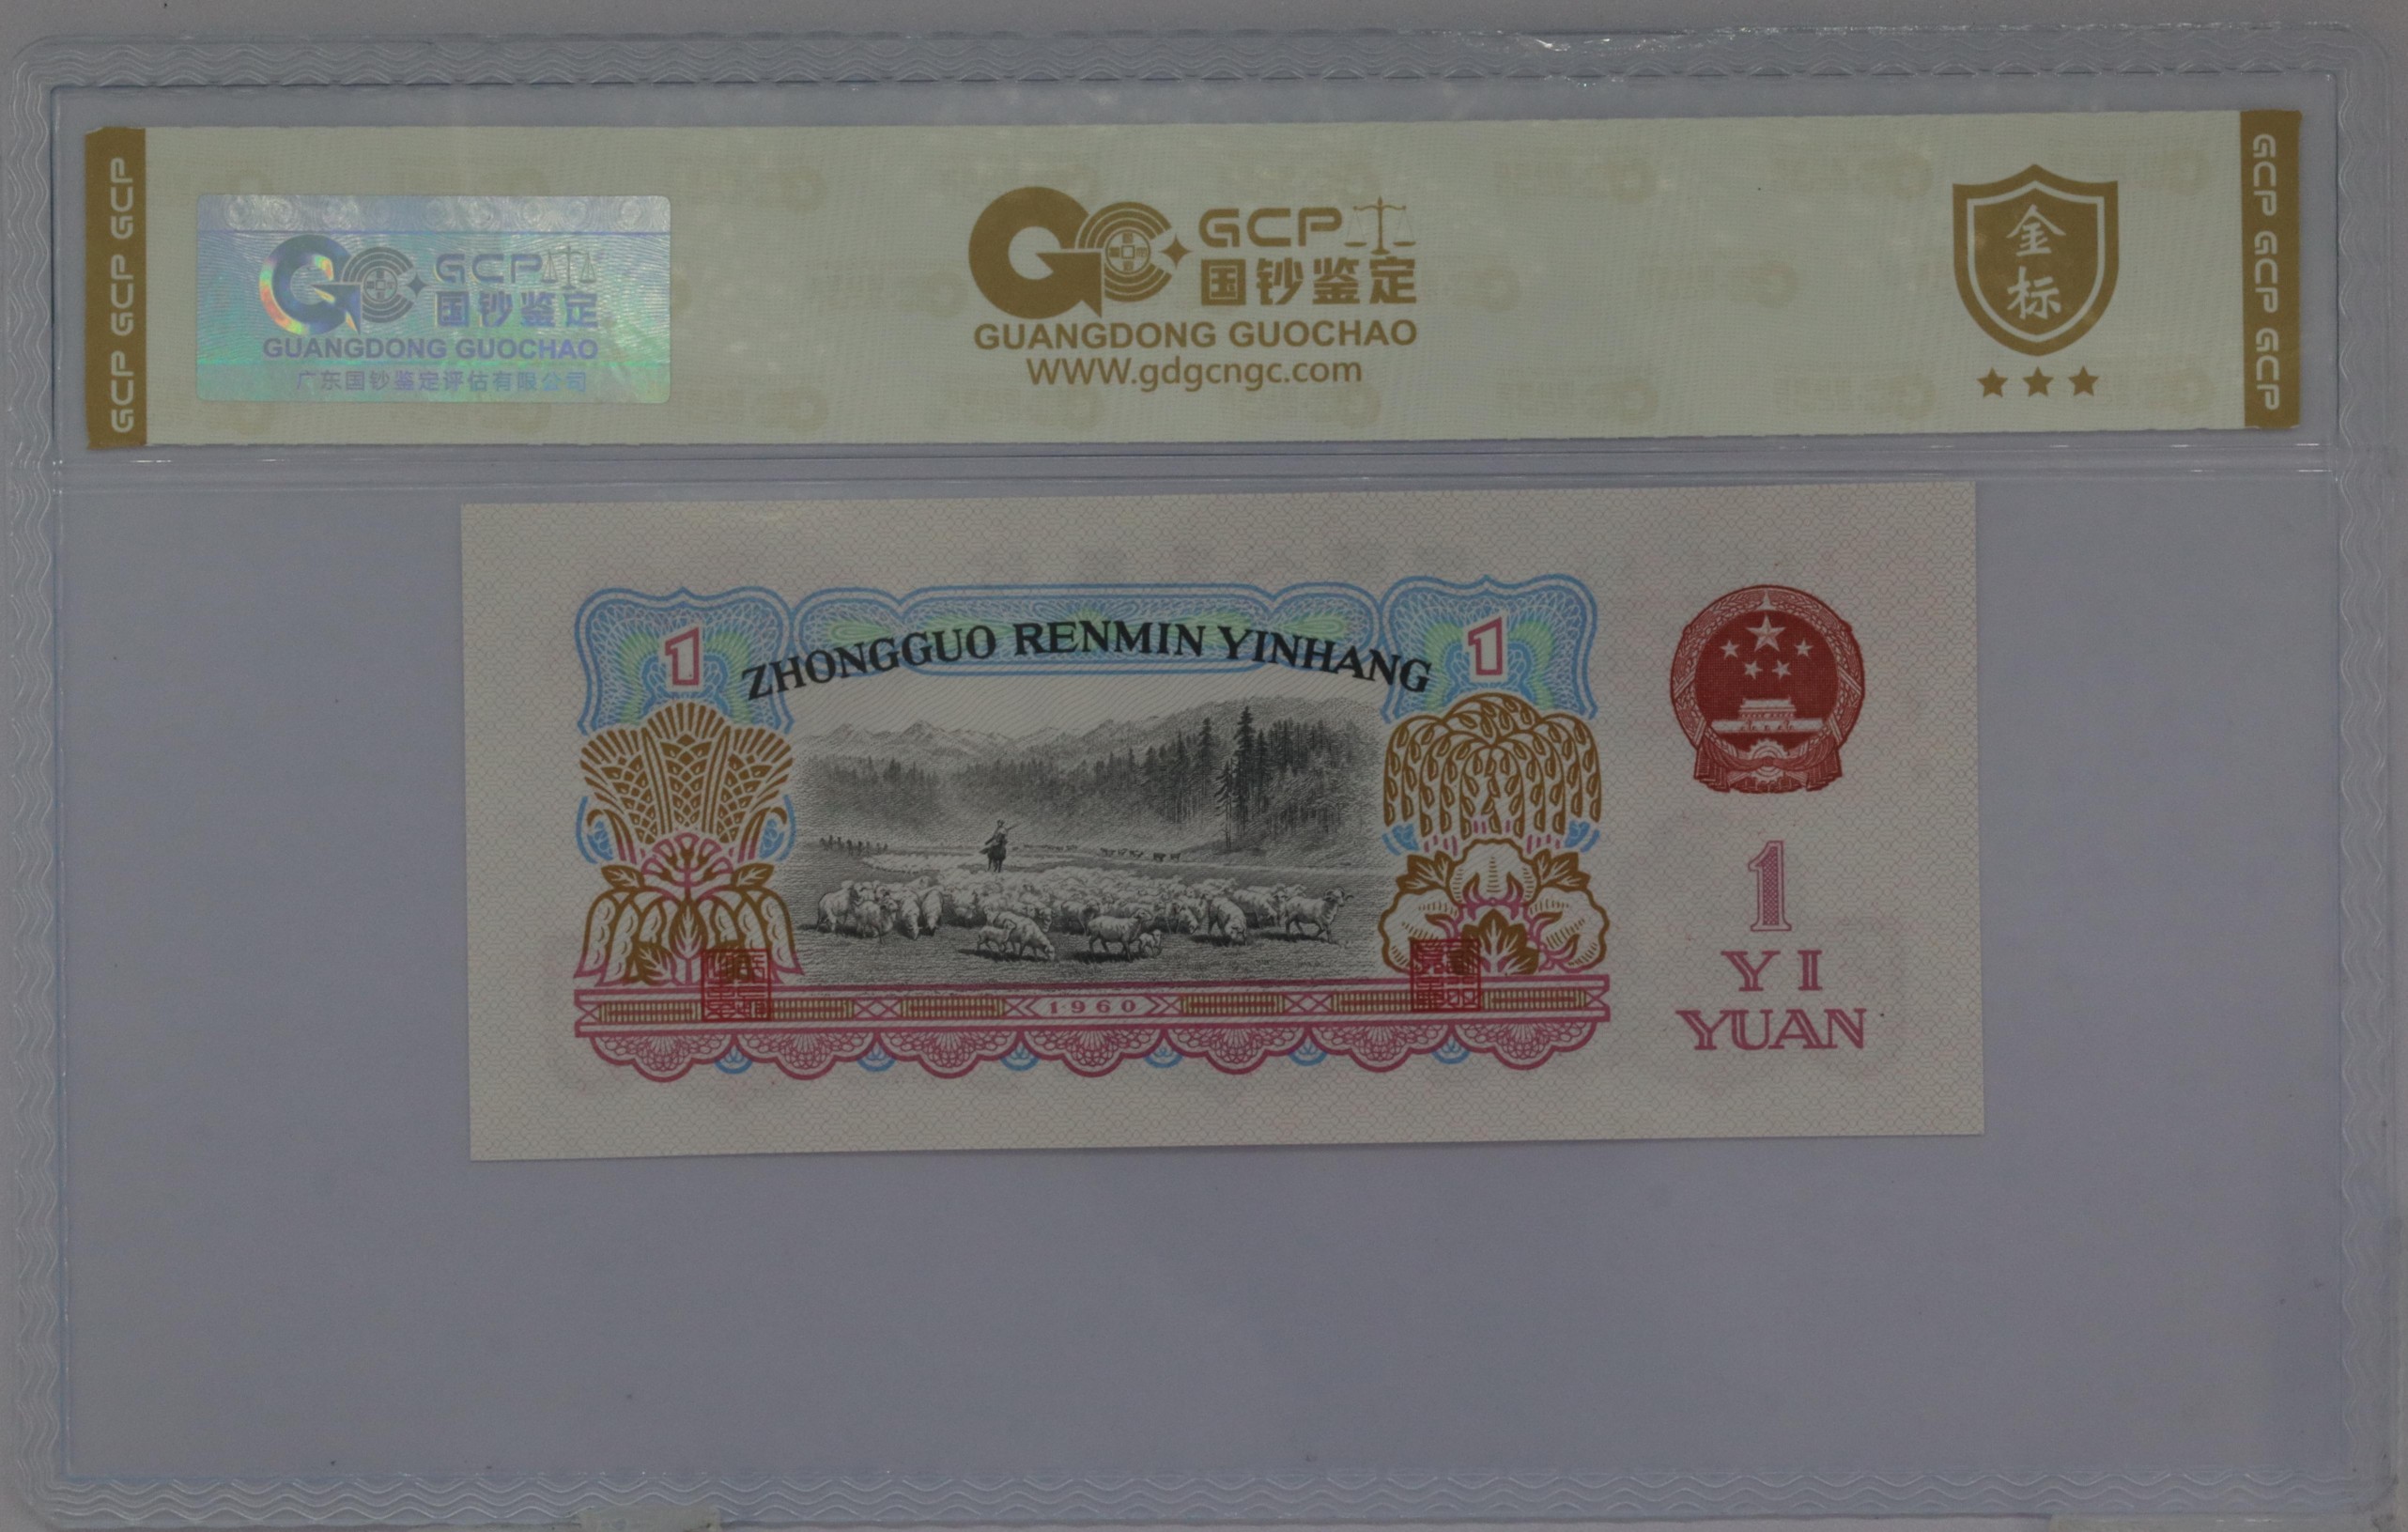 GCP GCP GCP
GCP
国钞鉴定
GUANGDONG GUOCHAO
广东国钞鉴定评估有限公司
GCP
国钞鉴定
GUANGDONG GUOCHAO
WWW.gdgcngc.com
金
标
GCP GCP GCP
1
ZHONGGUO RENMIN YINHANG
1
1960
1
YI
YUAN